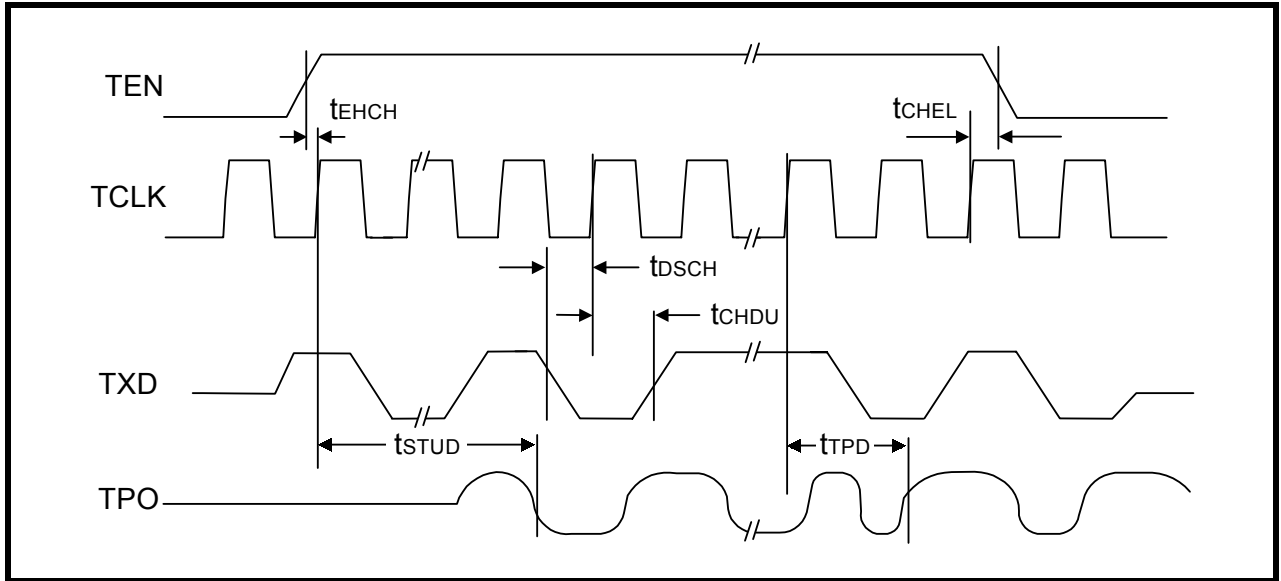 TEN
tEHCH
tCHEL
TCLK
tDSCH
tCHDU
TXD
tSTUD
tTPD
TPO